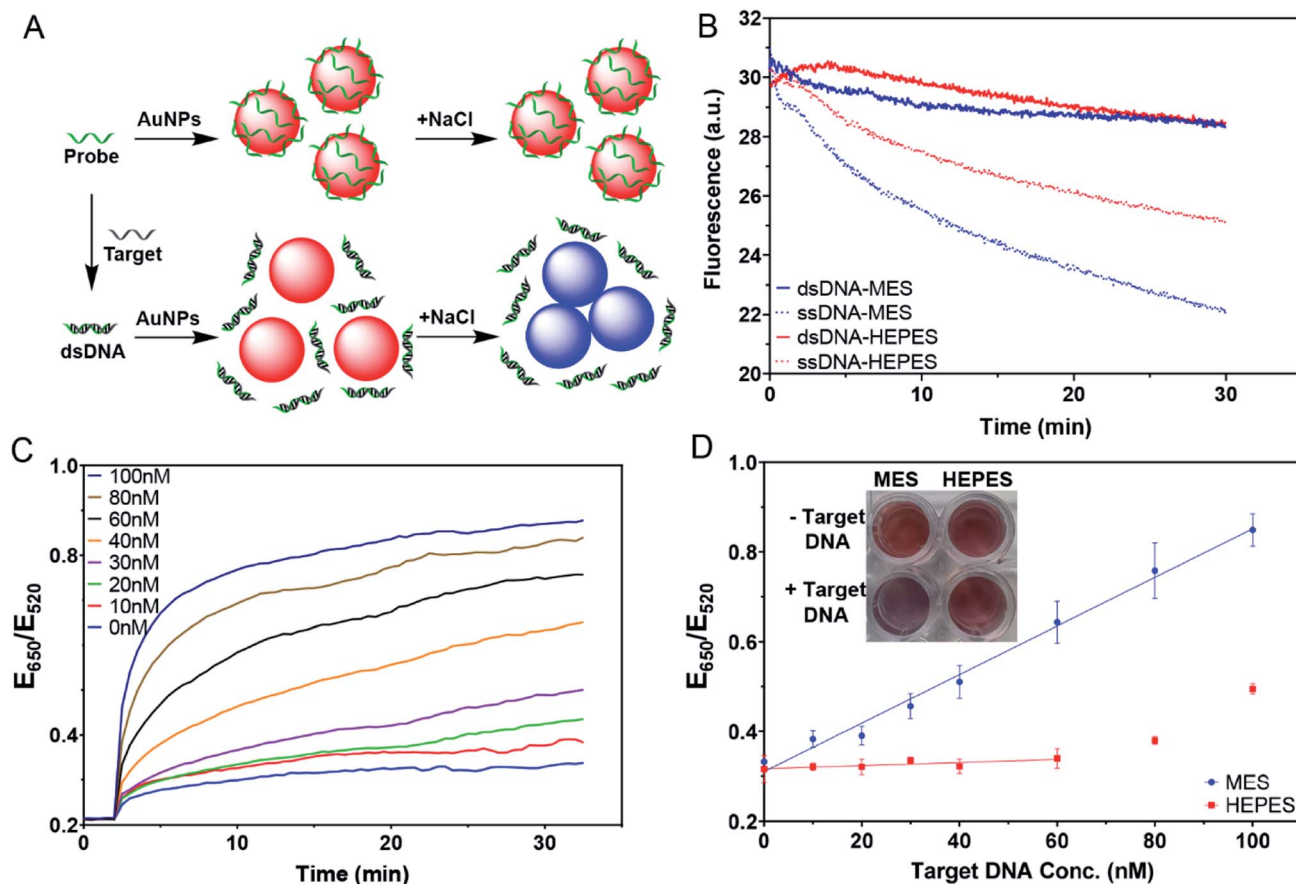 A
Probe
AuNPs
+NaCl
Target
dsDNA
AuNPs
+NaCl
B
Fluorescence (a.u.)
32
30
28
26
24
22
20
dsDNA-MES
ssDNA-MES
dsDNA-HEPES
ssDNA-HEPES
0
10
20
30
Time (min)
C
E650/E520
1.0
0.8
0.4
0.2
100nM
80nM
60nM
40nM
30nM
20nM
10nM
0nM
0
10
20
30
Time (min)
D
E650/E520
1.0
0.8
0.6
0.4
0.2
MES HEPES
- Target
DNA
+ Target
DNA
MES
HEPES
0
20
40
60
80
100
Target DNA Conc. (nM)